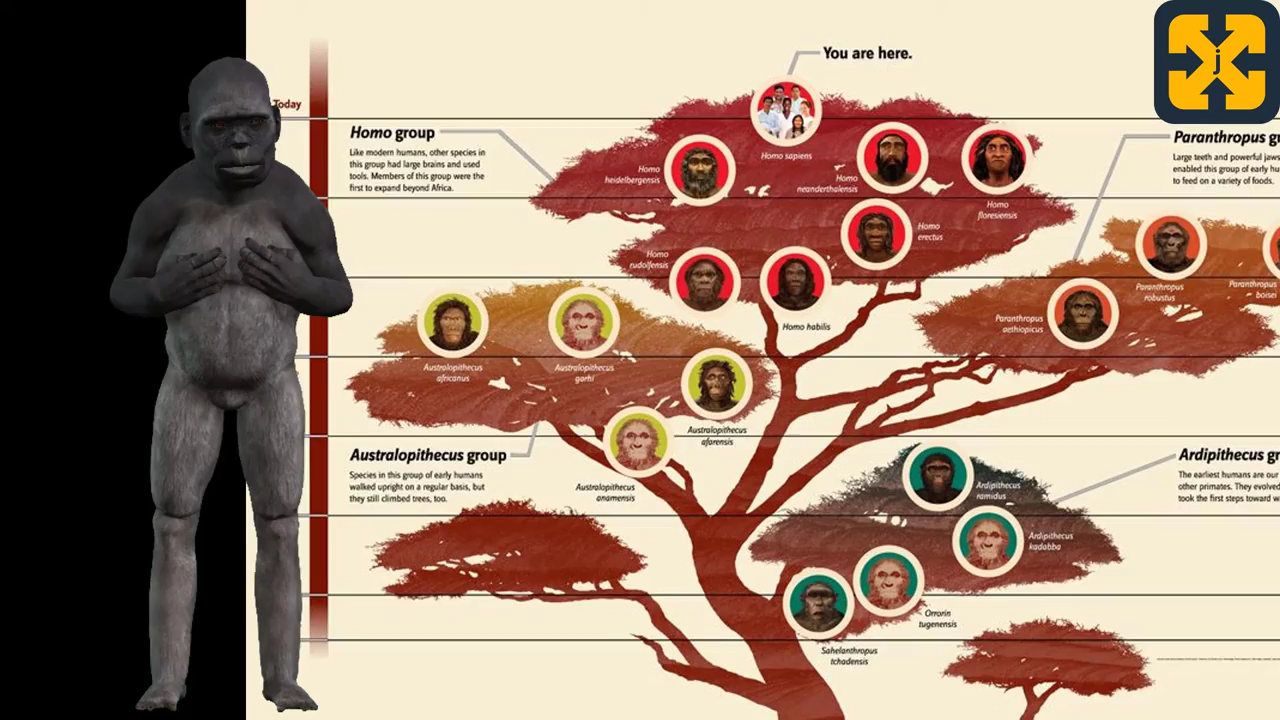 You are here.
Today
Homo group
Like modern humans, other species in
this group had large brains and used
tools. Members of this group were the
first to expand beyond Africa.
Homo sapiens
Homo
heidelbergensis
Homo
neanderthalensis
Homo
floresiensis
Homo
erectus
Homo
rudolfensis
Homo habilis
Paranthropus g
Large teeth and powerful jaws
enabled this group of early hu
to feed on a variety of foods.
Paranthropus
robustus
Paranthropus
boisei
Paranthropus
aethiopicus
Australopithecus
africanus
Australopithecus
garhi
Australopithecus
afarensis
Australopithecus
anamensis
Australopithecus group
Species in this group of early humans
walked upright on a regular basis, but
they still climbed trees, too.
Ardipithecus gr
The earliest humans are our
other primates. They evolved
took the first steps toward w
Ardipithecus
ramidus
Ardipithecus
kadabba
Orrorin
tugenensis
Sahelanthropus
tchadensis
j